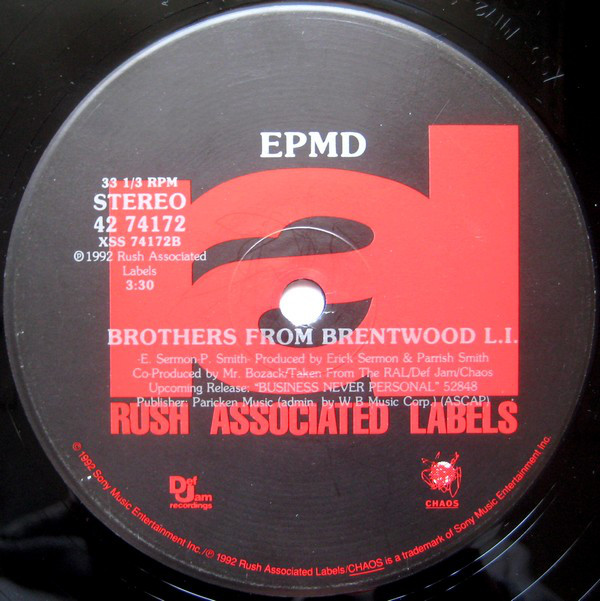 EPMD
33 1/3 RPM
STEREO
42 74172
XSS 74172B
℗1992 Rush Associated
Labels
3:30
BROTHERS FROM BRENTWOOD L.I.
-E. Sermon-P. Smith- Produced by Erick Sermon & Parrish Smith
Co-Produced by Mr. Bozack/Taken From The RAL/Def Jam/Chaos
Upcoming Release: "BUSINESS NEVER PERSONAL" 52848
Publisher: Paricken Music (admin. by W.B Music Corp.) (ASCAP)
RUSH ASSOCIATED LABELS
Def
Jam
recordings
CHAOS
© 1992 Sony Music Entertainment Inc./℗ 1992 Rush Associated Labels/CHAOS is a trademark of Sony Music Entertainment Inc.